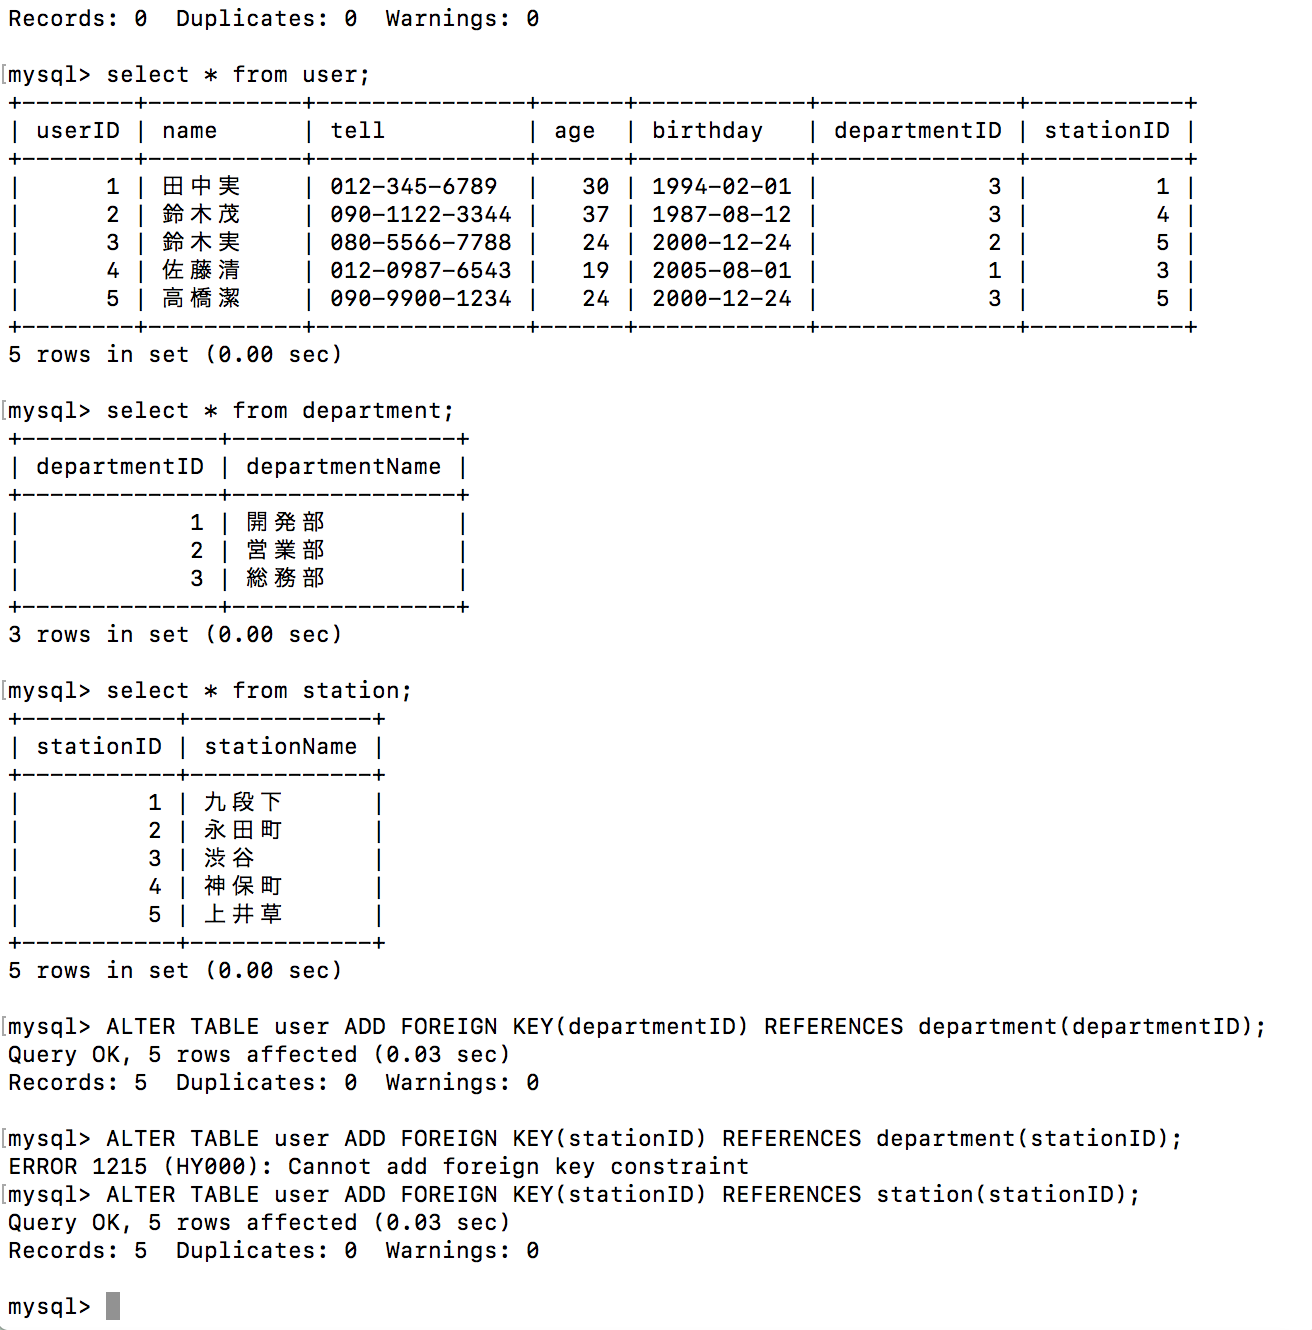 Records: 0  Duplicates: 0  Warnings: 0
mysql> select * from user;
+--------+-----------+---------------+------+------------+--------------+-----------+
| userID | name      | tell          | age  | birthday   | departmentID | stationID |
+--------+-----------+---------------+------+------------+--------------+-----------+
|      1 | 田中実    | 012-345-6789  |   30 | 1994-02-01 |            3 |         1 |
|      2 | 鈴木茂    | 090-1122-3344 |   37 | 1987-08-12 |            3 |         4 |
|      3 | 鈴木実    | 080-5566-7788 |   24 | 2000-12-24 |            2 |         5 |
|      4 | 佐藤清    | 012-0987-6543 |   19 | 2005-08-01 |            1 |         3 |
|      5 | 高橋潔    | 090-9900-1234 |   24 | 2000-12-24 |            3 |         5 |
+--------+-----------+---------------+------+------------+--------------+-----------+
5 rows in set (0.00 sec)
mysql> select * from department;
+--------------+----------------+
| departmentID | departmentName |
+--------------+----------------+
|            1 | 開発部         |
|            2 | 営業部         |
|            3 | 総務部         |
+--------------+----------------+
3 rows in set (0.00 sec)
mysql> select * from station;
+-----------+-------------+
| stationID | stationName |
+-----------+-------------+
|         1 | 九段下      |
|         2 | 永田町      |
|         3 | 渋谷        |
|         4 | 神保町      |
|         5 | 上井草      |
+-----------+-------------+
5 rows in set (0.00 sec)
mysql> ALTER TABLE user ADD FOREIGN KEY(departmentID) REFERENCES department(departmentID);
Query OK, 5 rows affected (0.03 sec)
Records: 5  Duplicates: 0  Warnings: 0
mysql> ALTER TABLE user ADD FOREIGN KEY(stationID) REFERENCES department(stationID);
ERROR 1215 (HY000): Cannot add foreign key constraint
mysql> ALTER TABLE user ADD FOREIGN KEY(stationID) REFERENCES station(stationID);
Query OK, 5 rows affected (0.03 sec)
Records: 5  Duplicates: 0  Warnings: 0
mysql>